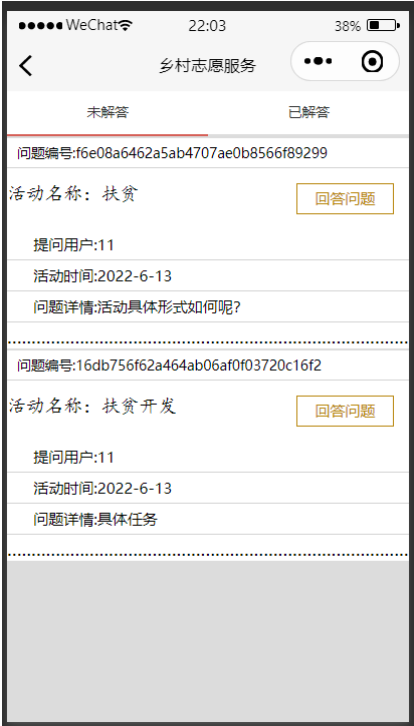 WeChat 22:03 38%
乡村志愿服务
未解答 已解答
问题编号:f6e08a6462a5ab4707ae0b8566f89299
活动名称：扶贫 回答问题
提问用户:11
活动时间:2022-6-13
问题详情:活动具体形式如何呢?
问题编号:16db756f62a464ab06af0f03720c16f2
活动名称：扶贫开发 回答问题
提问用户:11
活动时间:2022-6-13
问题详情:具体任务